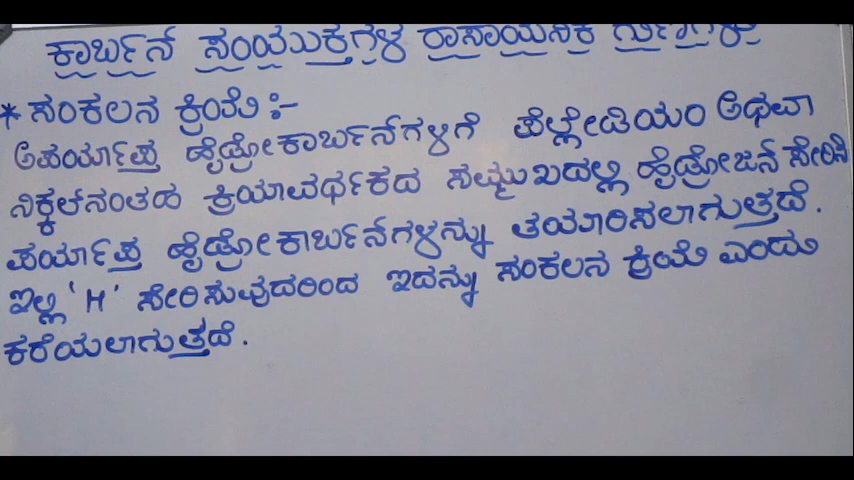 ಕಾರ್ಬನ್ ಸಂಯುಕ್ತಗಳ ರಾಸಾಯನಿಕ ಗುಣಗಳು
* ಸಂಕಲನ ಕ್ರಿಯೆ :-
ಅಪರ್ಯಾಪ್ತ ಹೈಡ್ರೋಕಾರ್ಬನ್‌ಗಳಿಗೆ ಪೆಲ್ಲೇಡಿಯಂ ಅಥವಾ
ನಿಕ್ಕಲ್‌ನಂತಹ ಕ್ರಿಯಾವರ್ಧಕದ ಸಮ್ಮುಖದಲ್ಲಿ ಹೈಡ್ರೋಜನ್ ಸೇರಿಸಿ
ಪರ್ಯಾಪ್ತ ಹೈಡ್ರೋಕಾರ್ಬನ್‌ಗಳನ್ನು ತಯಾರಿಸಲಾಗುತ್ತದೆ.
ಇಲ್ಲಿ 'H' ಸೇರಿಸುವುದರಿಂದ ಇದನ್ನು ಸಂಕಲನ ಕ್ರಿಯೆ ಎಂದು
ಕರೆಯಲಾಗುತ್ತದೆ.